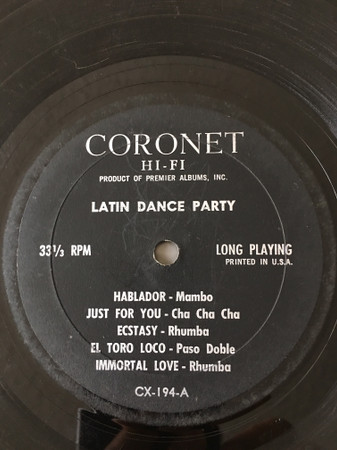 CORONET
HI-FI
PRODUCT OF PREMIER ALBUMS, INC.
LATIN DANCE PARTY
33⅓ RPM
LONG PLAYING
PRINTED IN U.S.A.
HABLADOR - Mambo
JUST FOR YOU - Cha Cha Cha
ECSTASY - Rhumba
EL TORO LOCO - Paso Doble
IMMORTAL LOVE - Rhumba
CX-194-A